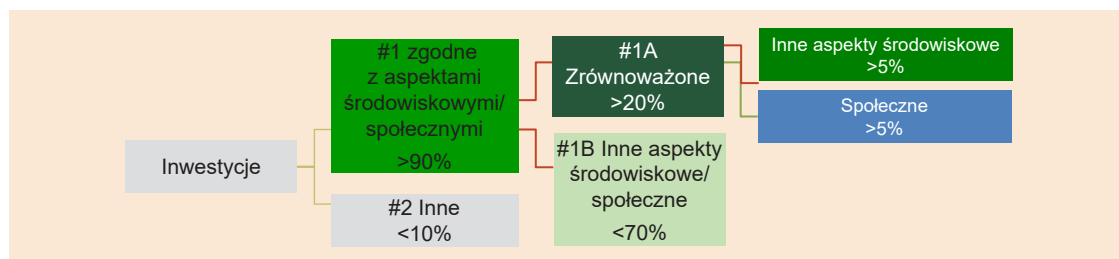 Inwestycje
#1 zgodne
z aspektami
środowiskowymi/
społecznymi
>90%
#2 Inne
<10%
#1A
Zrównoważone
>20%
#1B Inne aspekty
środowiskowe/
społeczne
<70%
Inne aspekty środowiskowe
>5%
Społeczne
>5%